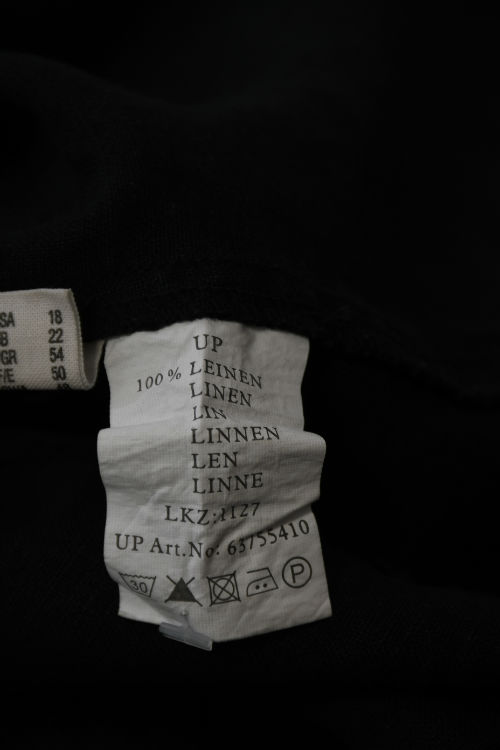 SA 18
B 22
GR 54
F/E 50
UP
100 % LEINEN
LINEN
LIN
LINNEN
LEN
LINNE
LKZ:1127
UP Art.No: 63755410
30 P